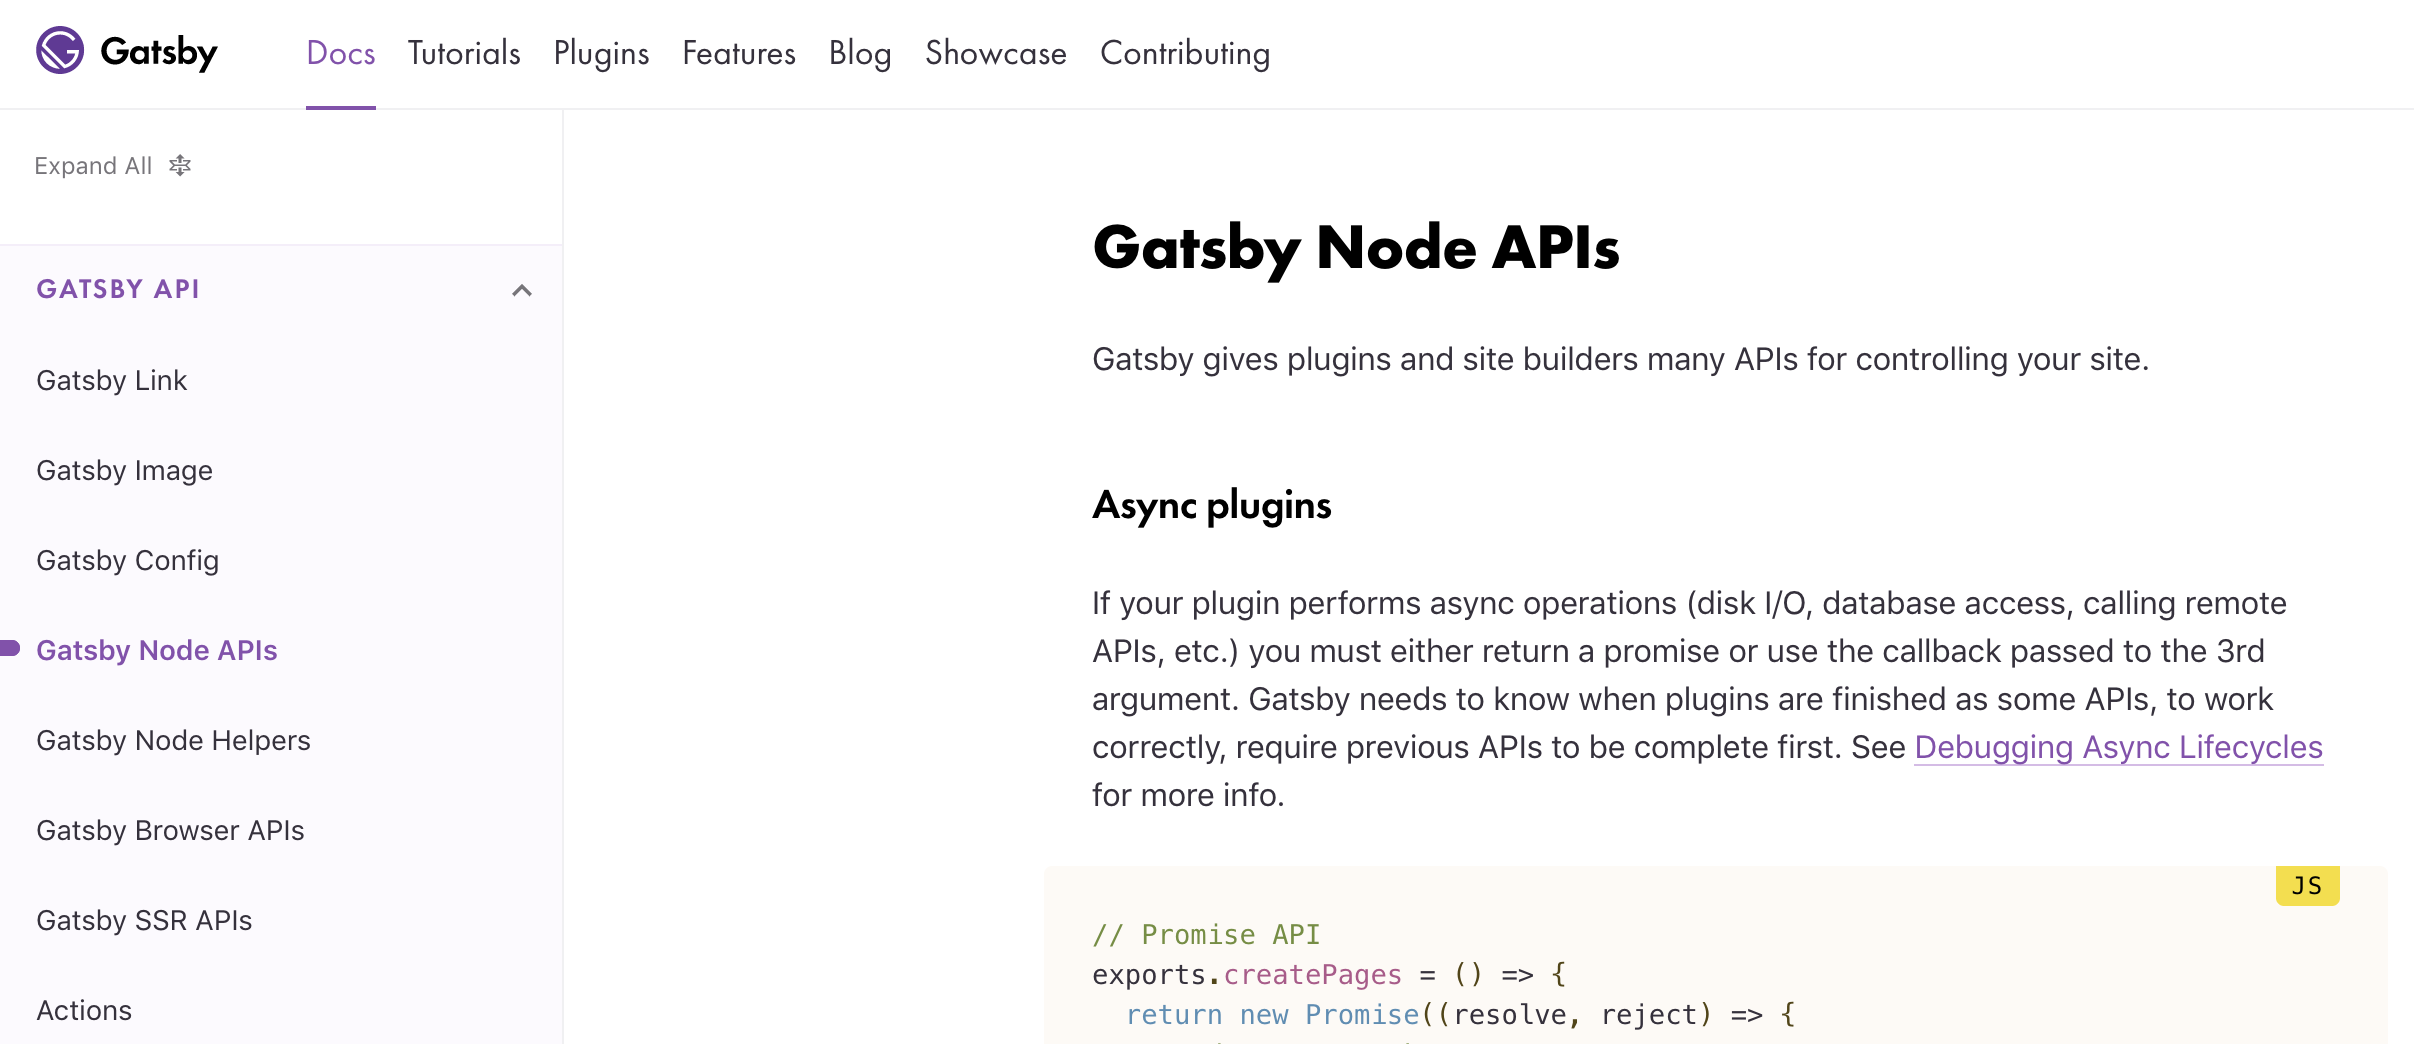 Gatsby
Docs Tutorials Plugins Features Blog Showcase Contributing
Expand All
GATSBY API
Gatsby Link
Gatsby Image
Gatsby Config
Gatsby Node APIs
Gatsby Node Helpers
Gatsby Browser APIs
Gatsby SSR APIs
Actions
Gatsby Node APIs
Gatsby gives plugins and site builders many APIs for controlling your site.
Async plugins
If your plugin performs async operations (disk I/O, database access, calling remote
APIs, etc.) you must either return a promise or use the callback passed to the 3rd
argument. Gatsby needs to know when plugins are finished as some APIs, to work
correctly, require previous APIs to be complete first. See Debugging Async Lifecycles
for more info.
JS
// Promise API
exports.createPages = () => {
  return new Promise((resolve, reject) => {